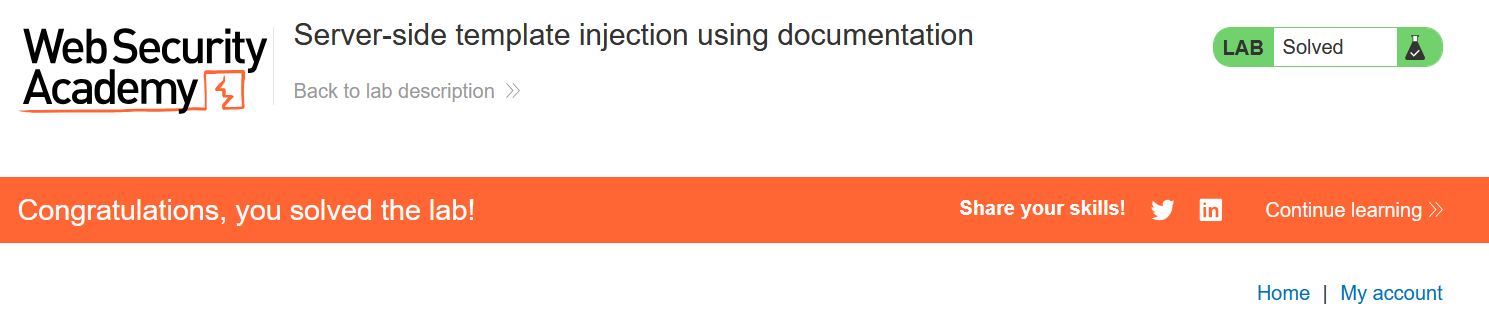 Web Security
Academy
Server-side template injection using documentation
Back to lab description
LAB Solved
Congratulations, you solved the lab!
Share your skills!
Continue learning
Home | My account